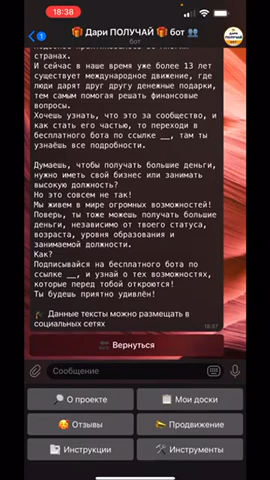 18:38
1
🎁 Дари ПОЛУЧАЙ 🎁 бот 👥
бот
ДАРИ
ПОЛУЧАЙ
странах.
И сейчас в наше время уже более 13 лет
существует международное движение, где
люди дарят друг другу денежные подарки,
тем самым помогая решать финансовые
вопросы.
Хочешь узнать, что это за сообщество, и
как стать его частью, то переходи в
бесплатного бота по ссылке __, там ты
узнаёшь все подробности.
Думаешь, чтобы получать большие деньги,
нужно иметь свой бизнес или занимать
высокую должность?
Но это совсем не так!
Мы живем в мире огромных возможностей!
Поверь, ты тоже можешь получать большие
деньги, независимо от твоего статуса,
возраста, уровня образования и
занимаемой должности.
Как?
Подписывайся на бесплатного бота по
ссылке __, и узнай о тех возможностях,
которые перед тобой откроются!
Ты будешь приятно удивлён!
Данные тексты можно размещать в
социальных сетях
18:37
Вернуться
Сообщение
О проекте
Мои доски
Отзывы
Продвижение
Инструкции
Инструменты